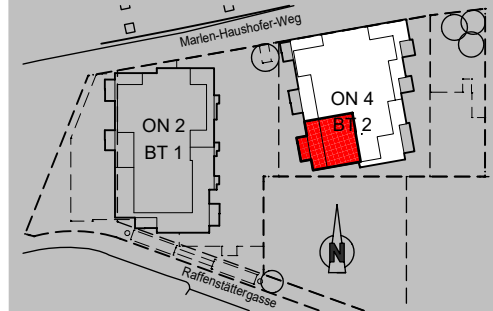 Marlen-Haushofer-Weg
ON 4
BT 2
ON 2
BT 1
N
Raffenstättergasse